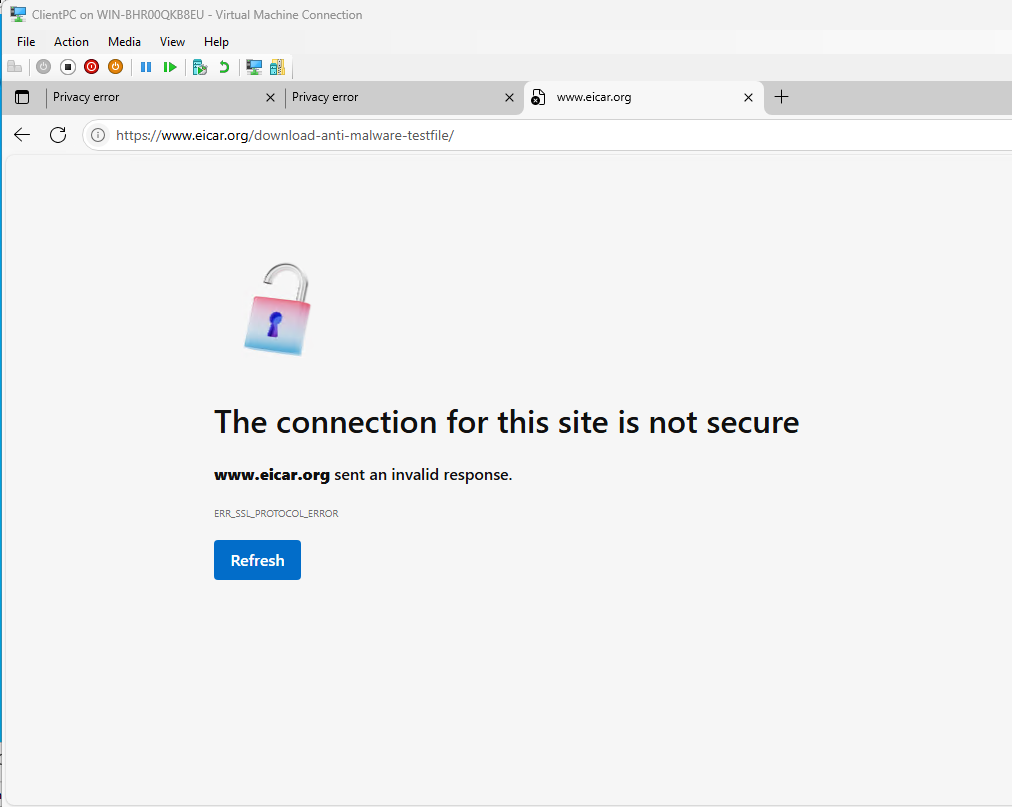 ClientPC on WIN-BHR00QKB8EU - Virtual Machine Connection
File Action Media View Help
Privacy error Privacy error www.eicar.org
https://www.eicar.org/download-anti-malware-testfile/
The connection for this site is not secure
www.eicar.org sent an invalid response.
ERR_SSL_PROTOCOL_ERROR
Refresh